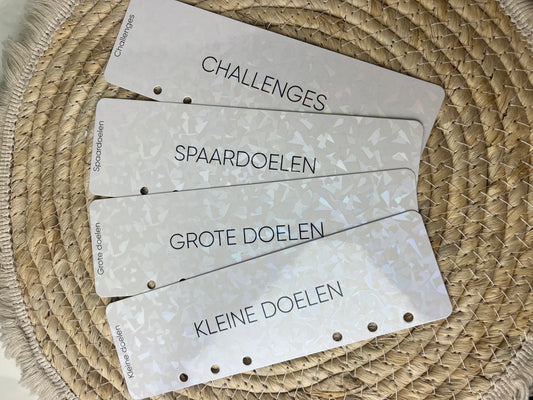 Challenges
CHALLENGES
Spaardoelen
SPAARDOELEN
Grote doelen
GROTE DOELEN
Kleine doelen
KLEINE DOELEN